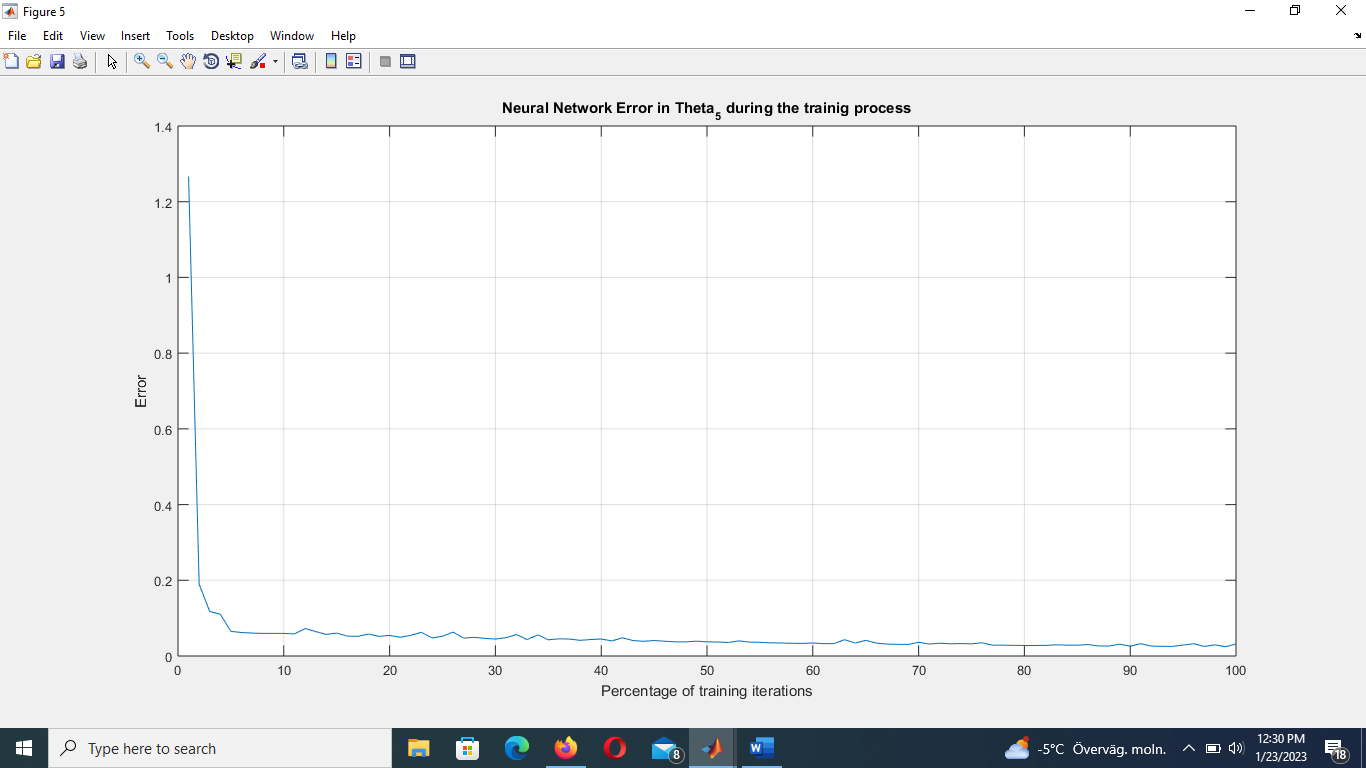 Figure 5
File Edit View Insert Tools Desktop Window Help
Neural Network Error in Theta5 during the trainig process
1.4
1.2
1
0.8
0.6
0.4
0.2
0
Error
0 10 20 30 40 50 60 70 80 90 100
Percentage of training iterations
Type here to search
8
W
-5°C Överväg. moln.
12:30 PM
1/23/2023
18